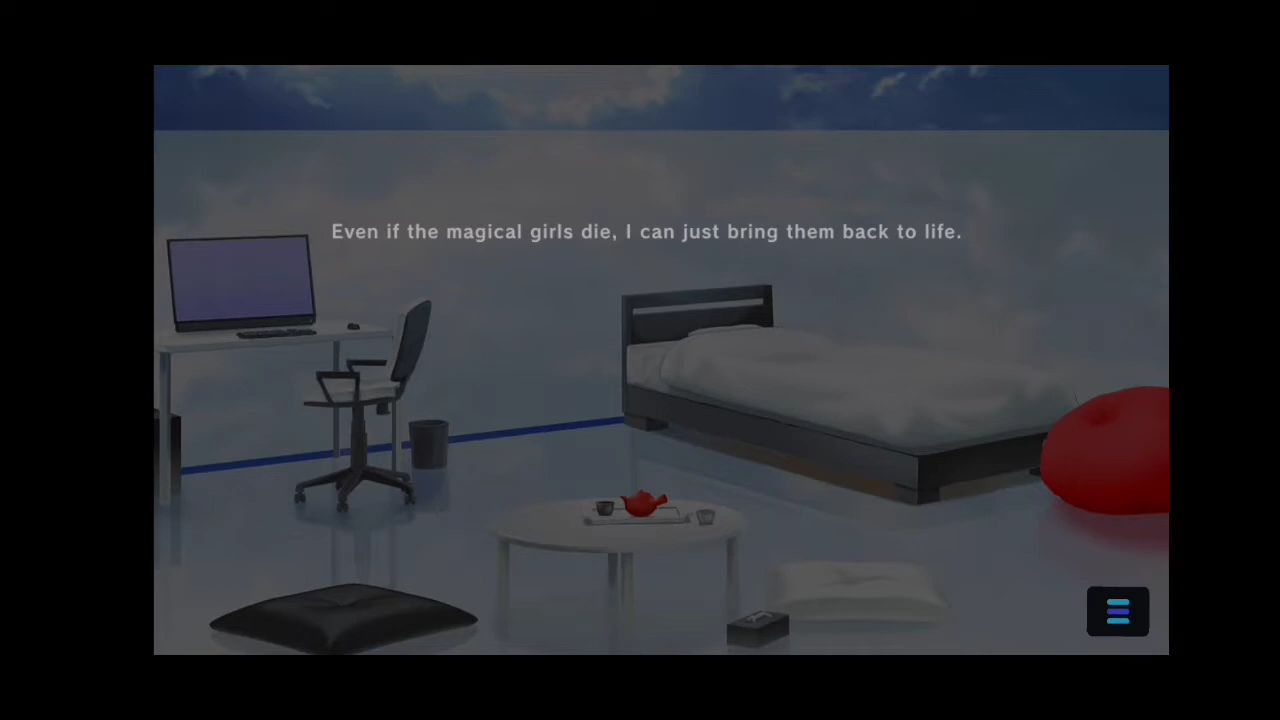 Even if the magical girls die, I can just bring them back to life.